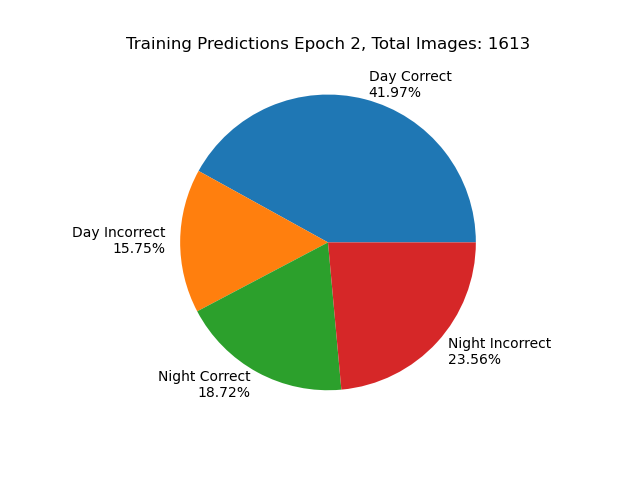 Training Predictions Epoch 2, Total Images: 1613
Day Correct
41.97%
Day Incorrect
15.75%
Night Correct
18.72%
Night Incorrect
23.56%